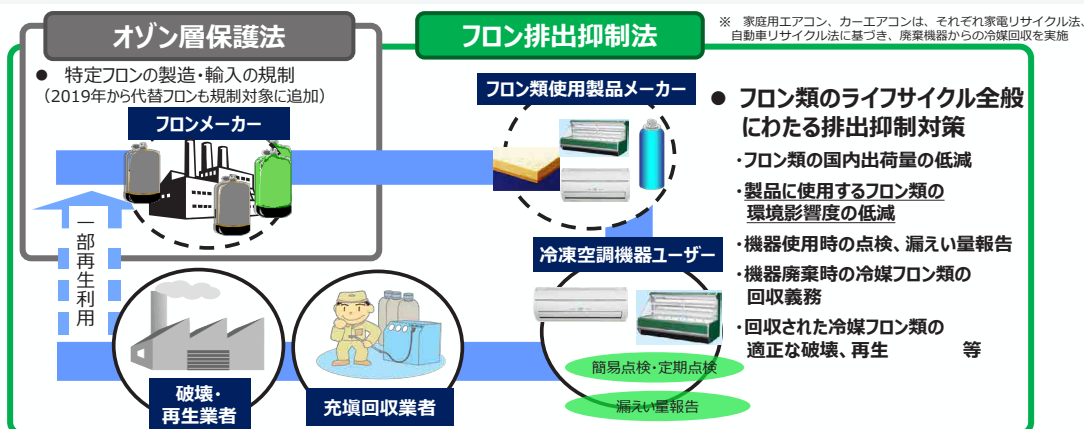 オゾン層保護法
フロン排出抑制法
※ 家庭用エアコン、カーエアコンは、それぞれ家電リサイクル法、
自動車リサイクル法に基づき、廃棄機器からの冷媒回収を実施
● 特定フロンの製造・輸入の規制
（2019年から代替フロンも規制対象に追加）
フロンメーカー
フロン類使用製品メーカー
● フロン類のライフサイクル全般
にわたる排出抑制対策
・フロン類の国内出荷量の低減
・製品に使用するフロン類の
環境影響度の低減
・機器使用時の点検、漏えい量報告
・機器廃棄時の冷媒フロン類の
回収義務
・回収された冷媒フロン類の
適正な破壊、再生 等
一部再生利用
冷凍空調機器ユーザー
簡易点検・定期点検
漏えい量報告
破壊・
再生業者
充塡回収業者